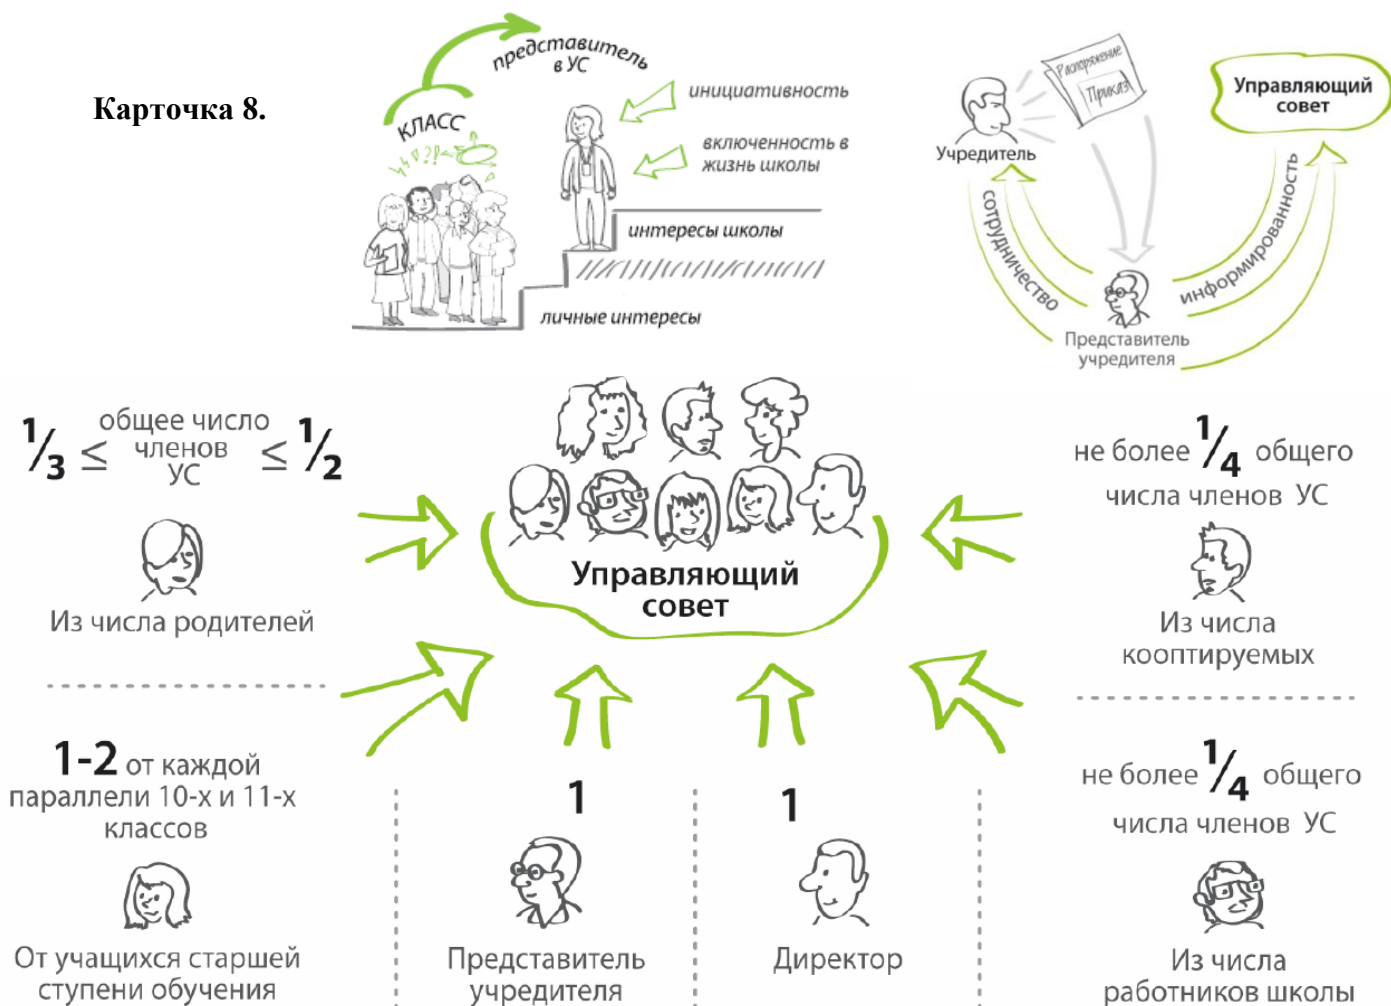 Карточка 8.
представитель
в УС
КЛАСС
инициативность
включенность в
жизнь школы
интересы школы
личные интересы
Распоряжение
Приказ
Учредитель
Управляющий
совет
сотрудничество
информированность
Представитель
учредителя
1/3 ≤ общее число членов УС ≤ 1/2
Из числа родителей
Управляющий
совет
не более 1/4 общего
числа членов УС
Из числа
кооптируемых
1-2 от каждой
параллели 10-х и 11-х
классов
От учащихся старшей
ступени обучения
1
Представитель
учредителя
1
Директор
не более 1/4 общего
числа членов УС
Из числа
работников школы